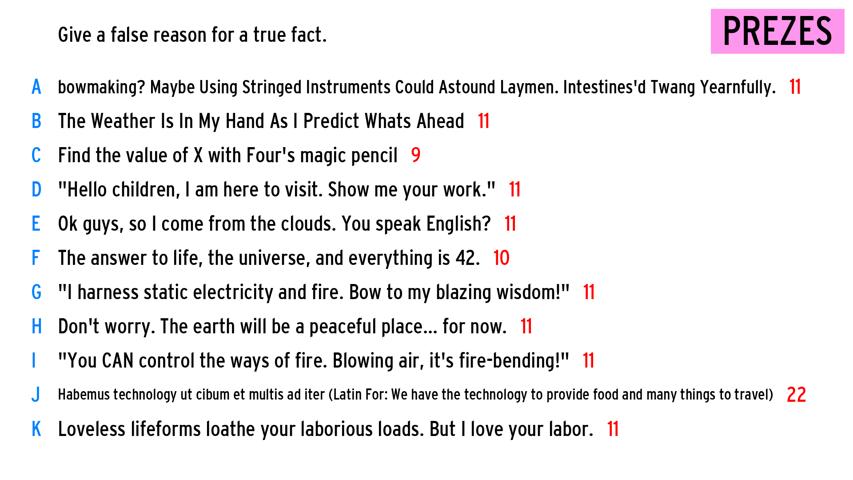 Give a false reason for a true fact.
PREZES
A bowmaking? Maybe Using Stringed Instruments Could Astound Laymen. Intestines'd Twang Yearnfully. 11
B The Weather Is In My Hand As I Predict Whats Ahead 11
C Find the value of X with Four's magic pencil 9
D "Hello children, I am here to visit. Show me your work." 11
E Ok guys, so I come from the clouds. You speak English? 11
F The answer to life, the universe, and everything is 42. 10
G "I harness static electricity and fire. Bow to my blazing wisdom!" 11
H Don't worry. The earth will be a peaceful place... for now. 11
I "You CAN control the ways of fire. Blowing air, it's fire-bending!" 11
J Habemus technology ut cibum et multis ad iter (Latin For: We have the technology to provide food and many things to travel) 22
K Loveless lifeforms loathe your laborious loads. But I love your labor. 11